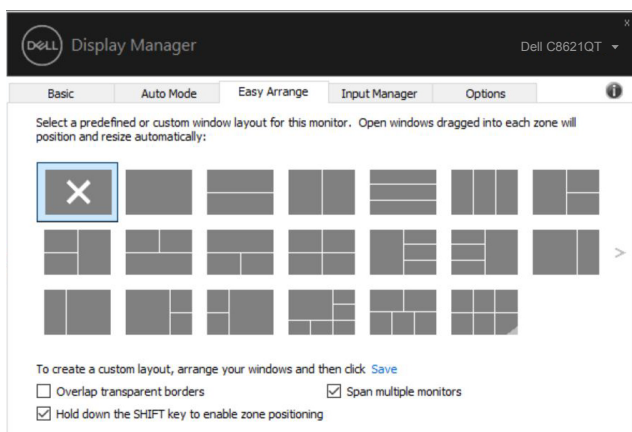 DELL Display Manager
x
Dell C8621QT
Basic Auto Mode Easy Arrange Input Manager Options
Select a predefined or custom window layout for this monitor. Open windows dragged into each zone will
position and resize automatically:
>
To create a custom layout, arrange your windows and then click Save
Overlap transparent borders Span multiple monitors
Hold down the SHIFT key to enable zone positioning